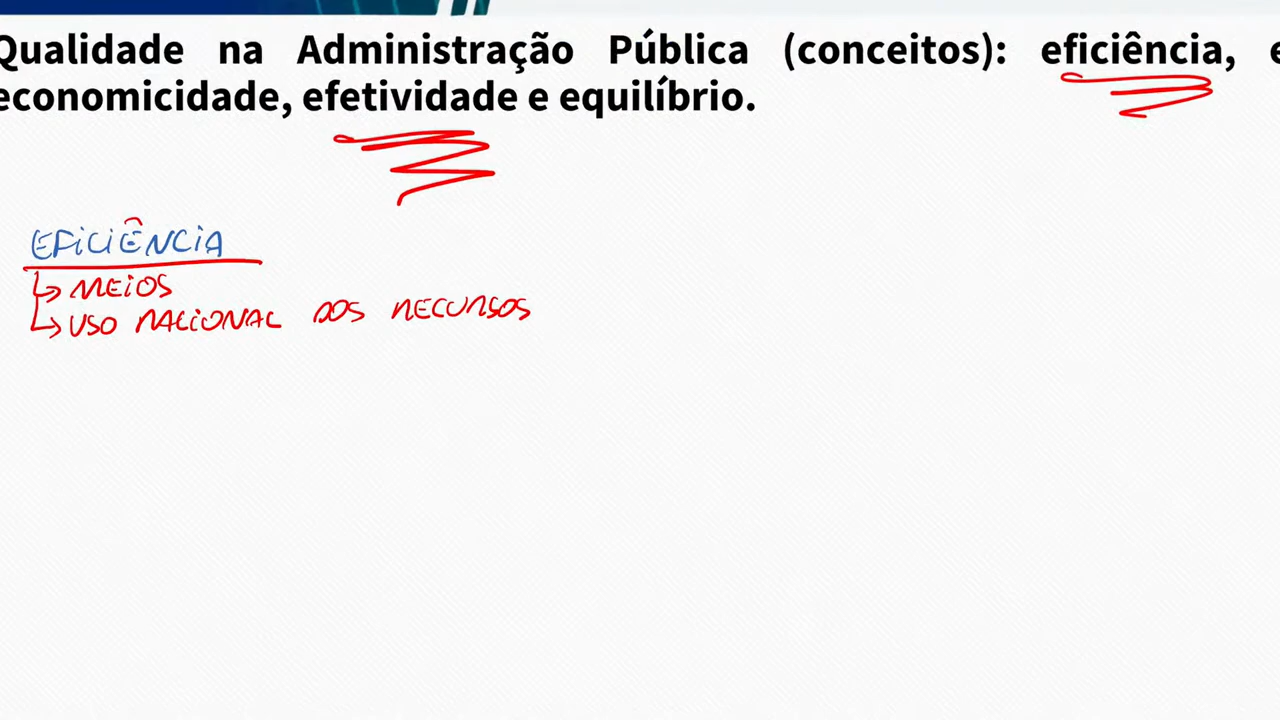 Qualidade na Administração Pública (conceitos): eficiência, e
economicidade, efetividade e equilíbrio.
EFICIÊNCIA
MEIOS
USO RACIONAL DOS RECURSOS